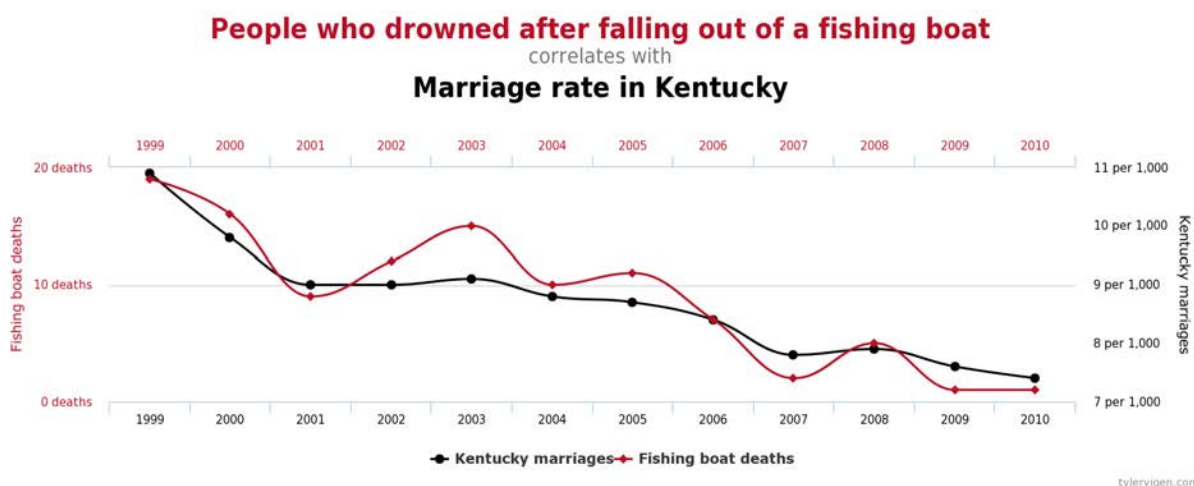 People who drowned after falling out of a fishing boat
correlates with
Marriage rate in Kentucky
1999 2000 2001 2002 2003 2004 2005 2006 2007 2008 2009 2010
20 deaths
10 deaths
0 deaths
Fishing boat deaths
11 per 1,000
10 per 1,000
9 per 1,000
8 per 1,000
7 per 1,000
Kentucky marriages
1999 2000 2001 2002 2003 2004 2005 2006 2007 2008 2009 2010
Kentucky marriages Fishing boat deaths
tylervigen.com